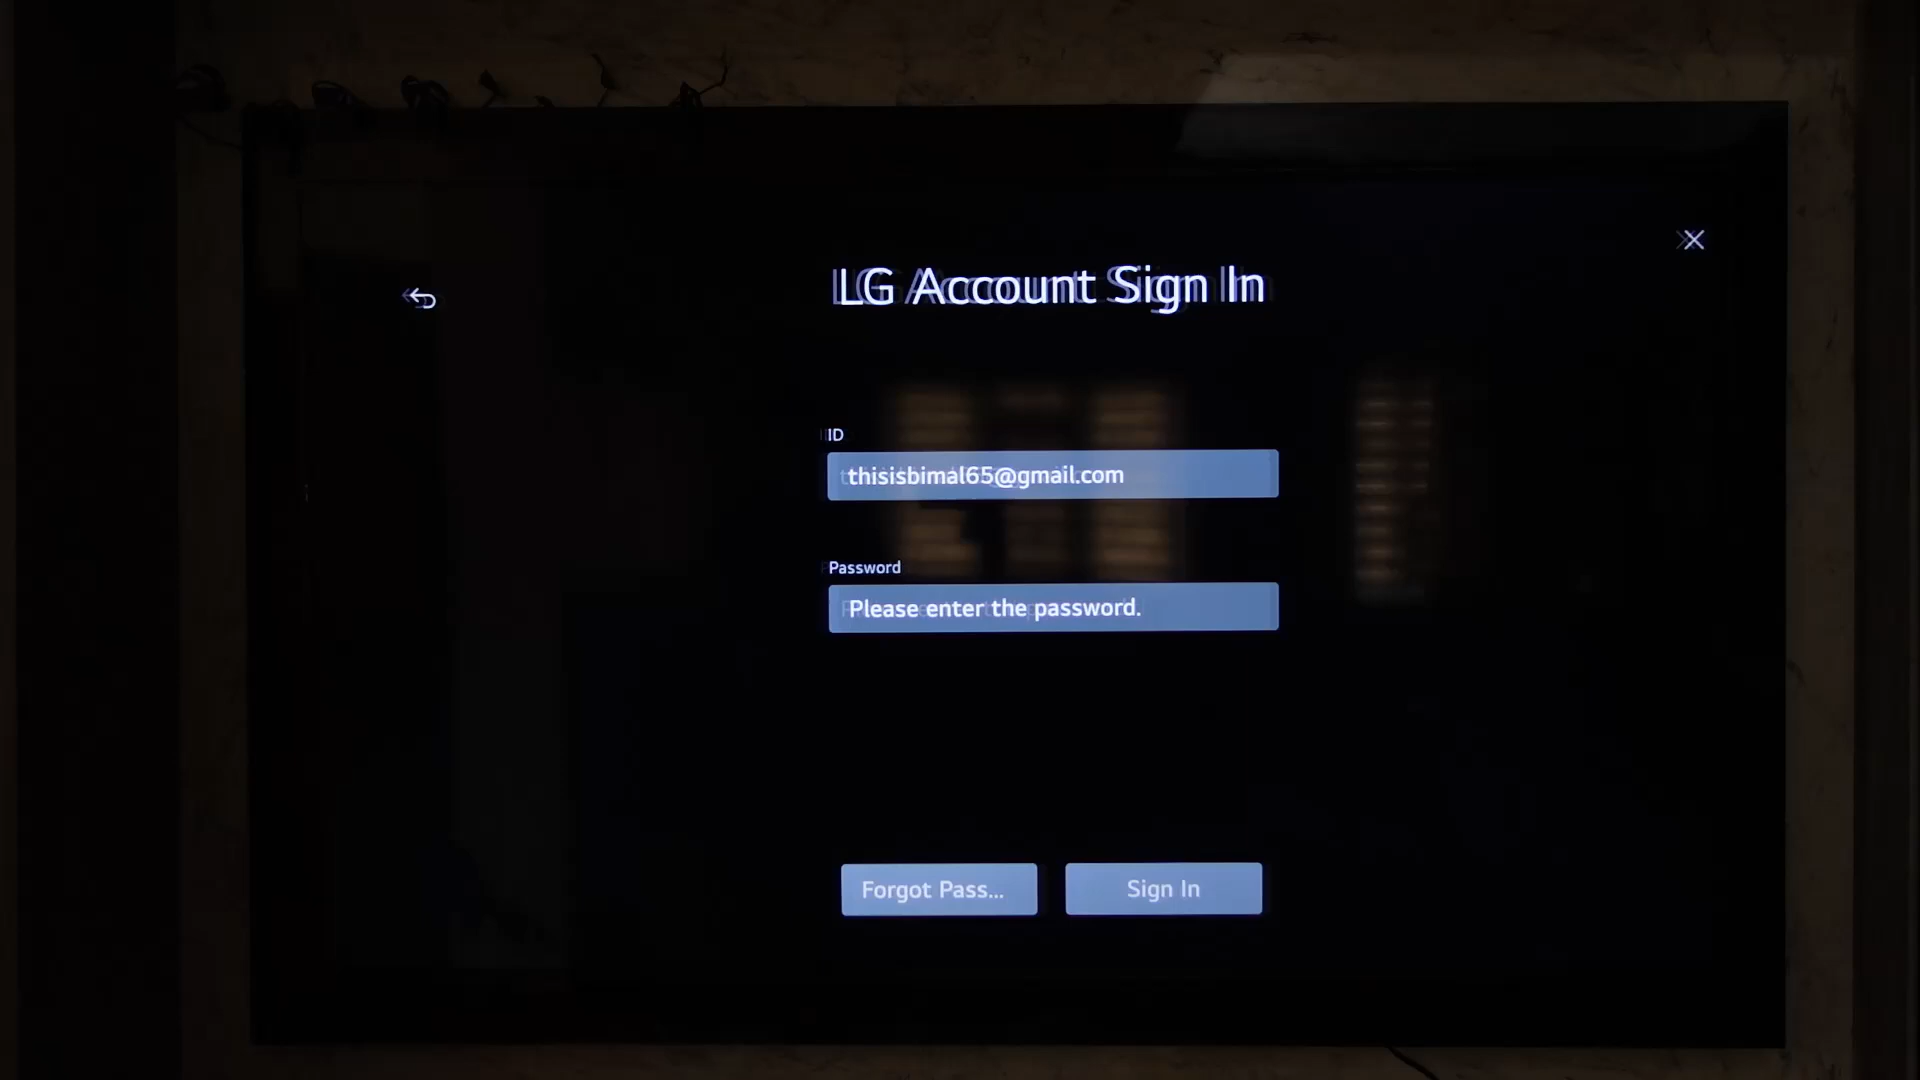 LG Account Sign In
ID
thisisbimal65@gmail.com
Password
Please enter the password.
Forgot Pass...
Sign In